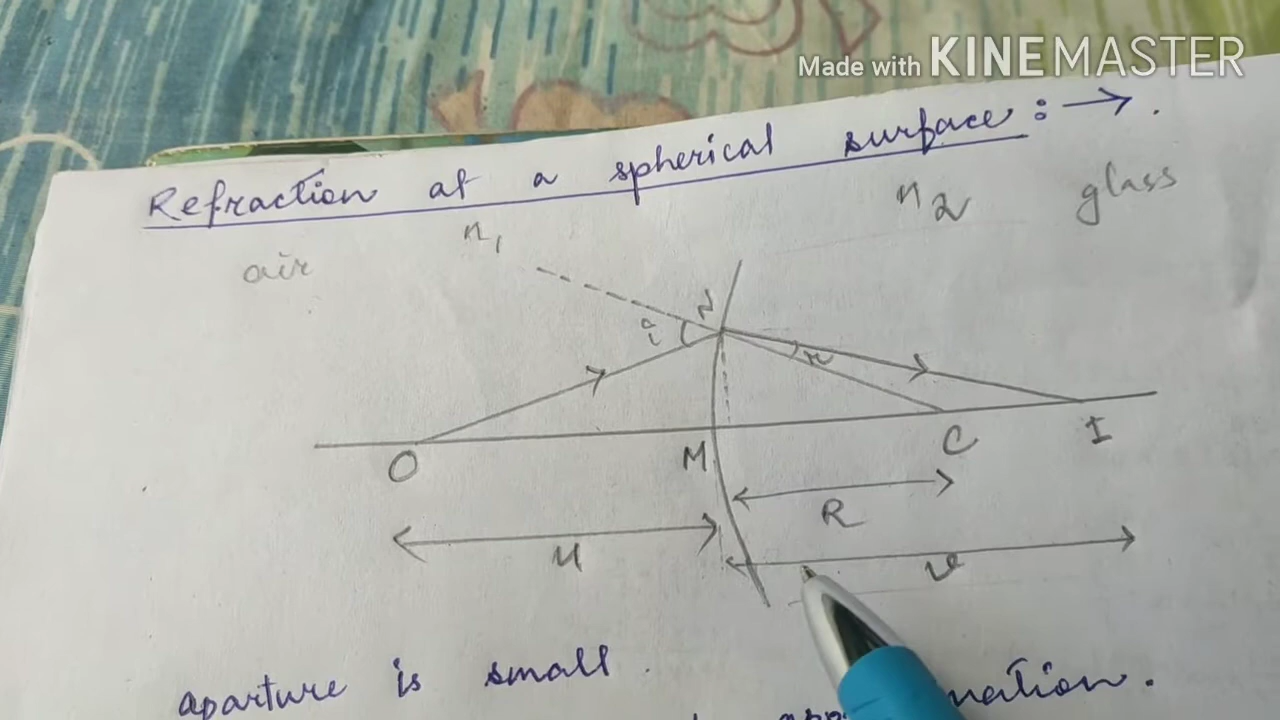 Made with KINEMASTER
Refraction at a spherical surface :→ .
n1 n2 glass
air
i N r
O M C I
R
u v
aparture is small .